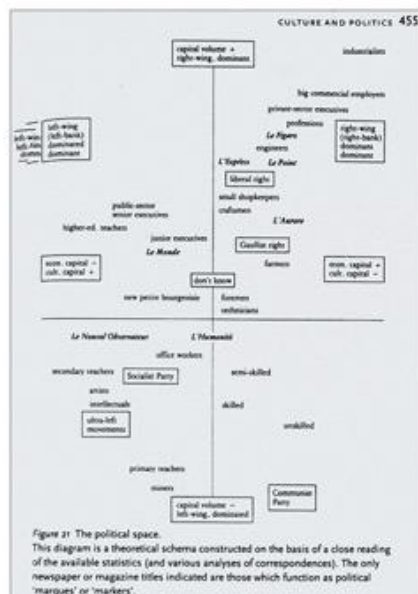 CULTURE AND POLITICS 455
capital volume +
right-wing, dominant
industrialists
big commercial employers
private-sector executives
professions
Le Figaro
engineers
left-wing
(left-bank)
dominated
dominant
right-wing
(right-bank)
dominant
dominant
L'Express Le Point
liberal right
small shopkeepers
craftsmen
L'Aurore
public-sector
senior executives
higher-ed. teachers
junior executives
Le Monde
Gaullist right
farmers
econ. capital −
cult. capital +
econ. capital +
cult. capital −
don't know
new petite bourgeoisie
foremen
technicians
Le Nouvel Observateur
L'Humanité
office workers
secondary teachers
Socialist Party
semi-skilled
artists
intellectuals
skilled
ultra-left
movements
unskilled
primary teachers
miners
capital volume −
left-wing, dominated
Communist
Party
Figure 21 The political space.
This diagram is a theoretical schema constructed on the basis of a close reading
of the available statistics (and various analyses of correspondences). The only
newspaper or magazine titles indicated are those which function as political
'marques' or 'markers'.